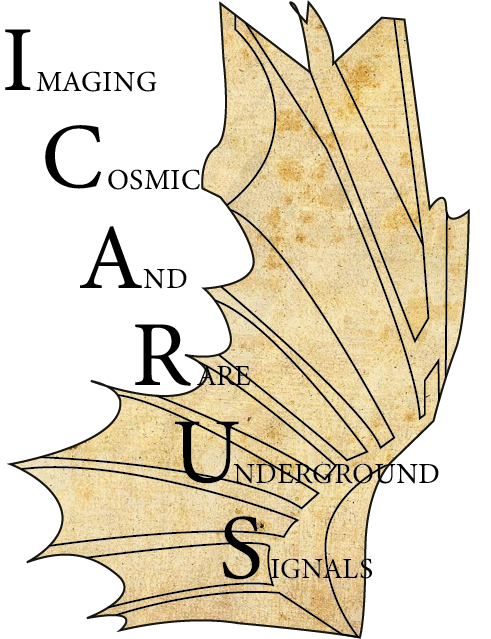 IMAGING
COSMIC
AND
RARE
UNDERGROUND
SIGNALS